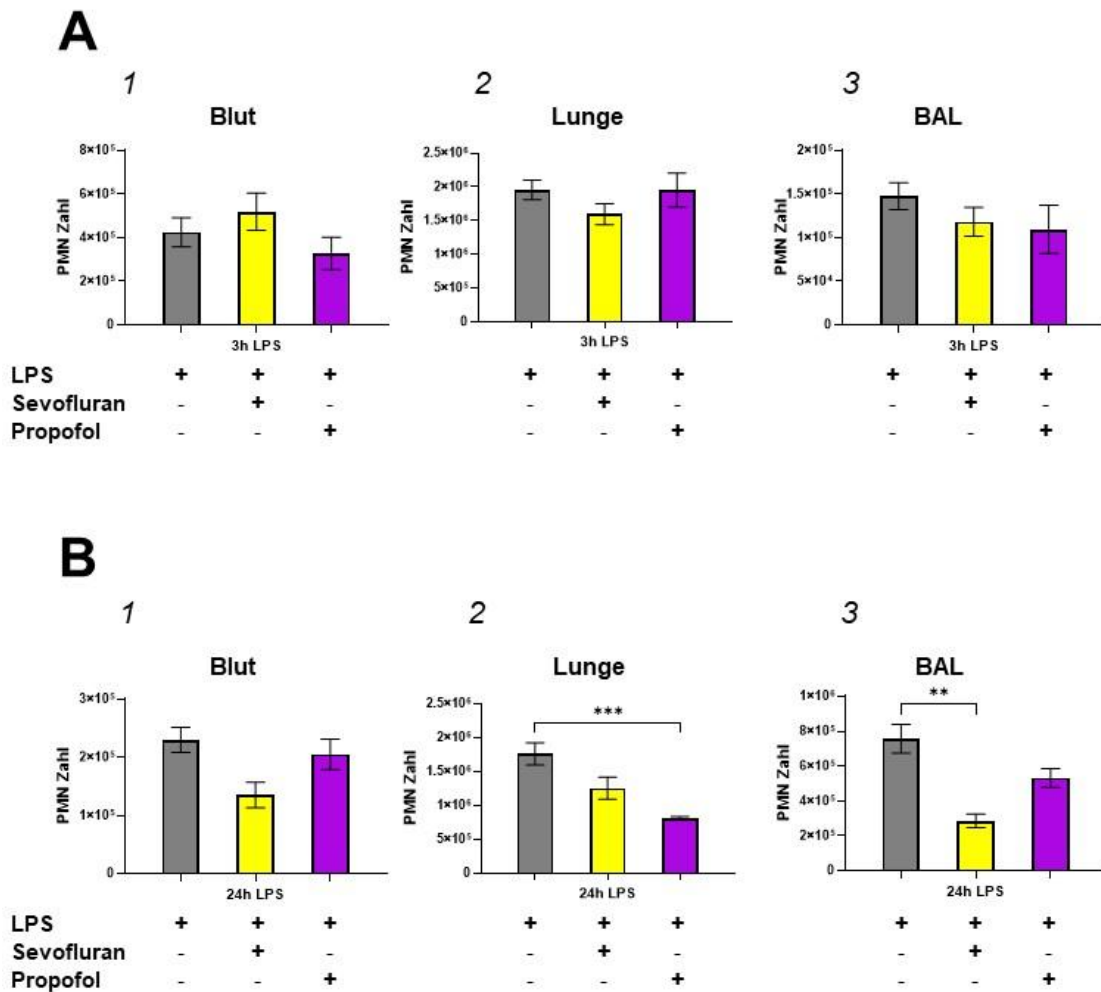 A
1 2 3
Blut Lunge BAL
PMN Zahl
8×10⁵
6×10⁵
4×10⁵
2×10⁵
0
3h LPS
PMN Zahl
2.5×10⁶
2×10⁶
1.5×10⁶
1×10⁶
5×10⁵
0
3h LPS
PMN Zahl
2×10⁵
1.5×10⁵
1×10⁵
5×10⁴
0
3h LPS
LPS + + + + + + + + +
Sevofluran - + - - + - - + -
Propofol - - + - - + - - +
B
1 2 3
Blut Lunge BAL
PMN Zahl
3×10⁵
2×10⁵
1×10⁵
0
24h LPS
PMN Zahl
2.5×10⁶
2×10⁶
1.5×10⁶
1×10⁶
5×10⁵
0
***
24h LPS
PMN Zahl
1×10⁶
8×10⁵
6×10⁵
4×10⁵
2×10⁵
0
**
24h LPS
LPS + + + + + + + + +
Sevofluran - + - - + - - + -
Propofol - - + - - + - - +